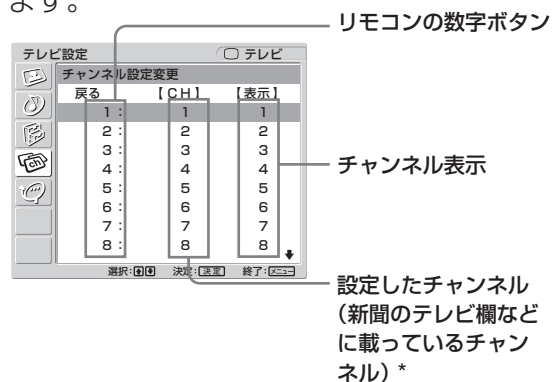 ます。
リモコンの数字ボタン
テレビ設定 テレビ
チャンネル設定変更
戻る 【CH】 【表示】
1： 1 1
2： 2 2
3： 3 3
4： 4 4
5： 5 5
6： 6 6
7： 7 7
8： 8 8
選択： 決定：決定 終了：メニュー
チャンネル表示
設定したチャンネル
（新聞のテレビ欄など
に載っているチャン
ネル）*